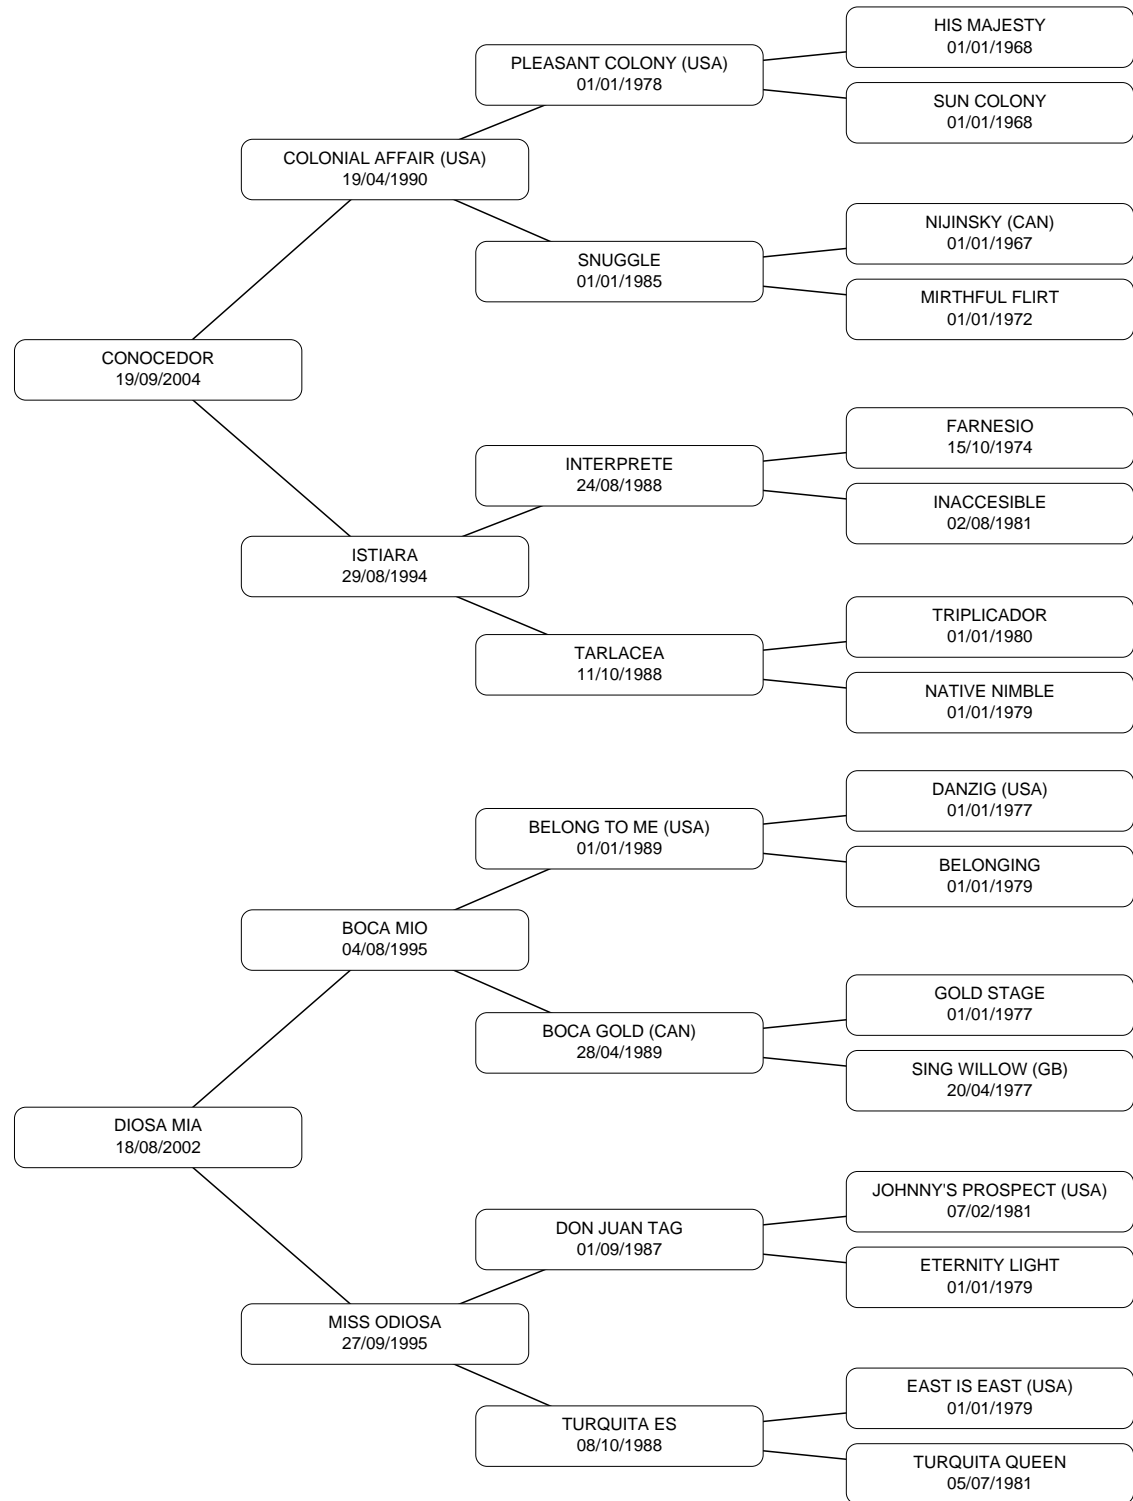 HIS MAJESTY
01/01/1968
PLEASANT COLONY (USA)
01/01/1978
SUN COLONY
01/01/1968
COLONIAL AFFAIR (USA)
19/04/1990
NIJINSKY (CAN)
01/01/1967
SNUGGLE
01/01/1985
MIRTHFUL FLIRT
01/01/1972
CONOCEDOR
19/09/2004
FARNESIO
15/10/1974
INTERPRETE
24/08/1988
INACCESIBLE
02/08/1981
ISTIARA
29/08/1994
TRIPLICADOR
01/01/1980
TARLACEA
11/10/1988
NATIVE NIMBLE
01/01/1979
DANZIG (USA)
01/01/1977
BELONG TO ME (USA)
01/01/1989
BELONGING
01/01/1979
BOCA MIO
04/08/1995
GOLD STAGE
01/01/1977
BOCA GOLD (CAN)
28/04/1989
SING WILLOW (GB)
20/04/1977
DIOSA MIA
18/08/2002
JOHNNY'S PROSPECT (USA)
07/02/1981
DON JUAN TAG
01/09/1987
ETERNITY LIGHT
01/01/1979
MISS ODIOSA
27/09/1995
EAST IS EAST (USA)
01/01/1979
TURQUITA ES
08/10/1988
TURQUITA QUEEN
05/07/1981